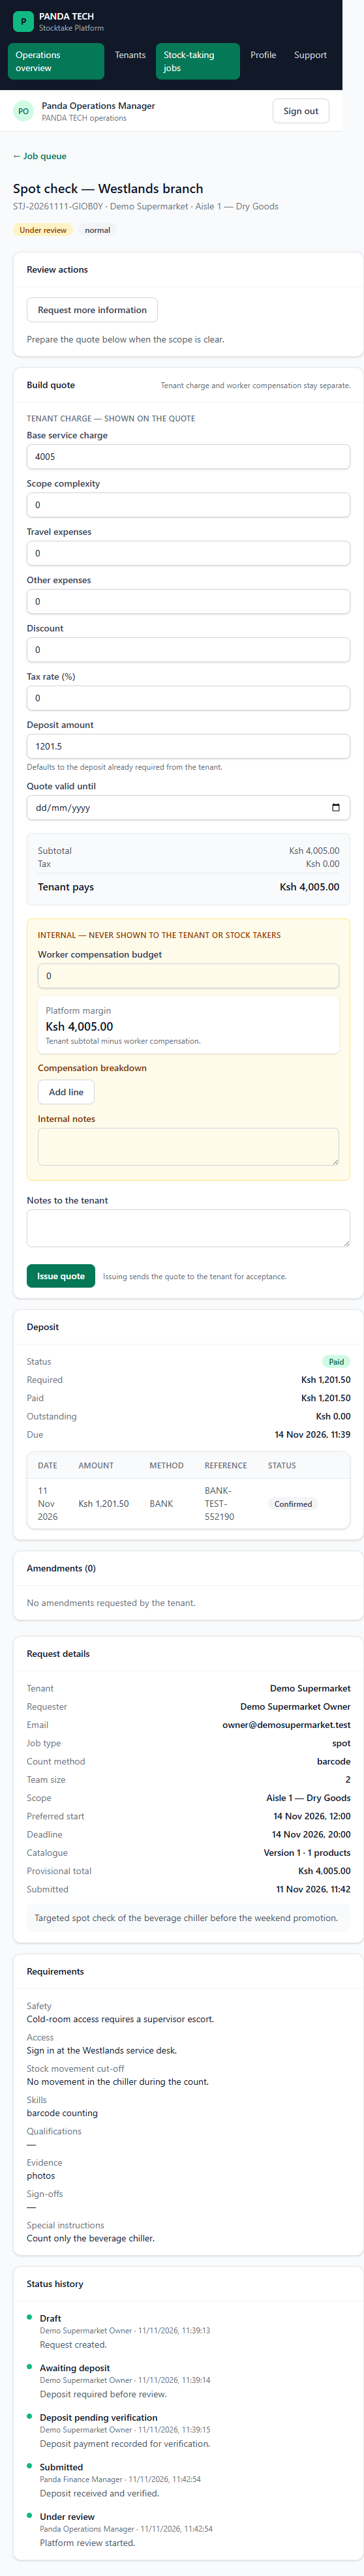 P
PANDA TECH
Stocktake Platform
Operations
overview
Tenants
Stock-taking
jobs
Profile
Support
PO
Panda Operations Manager
PANDA TECH operations
Sign out
← Job queue
Spot check — Westlands branch
STJ-20261111-GIOB0Y · Demo Supermarket · Aisle 1 — Dry Goods
Under review
normal
Review actions
Request more information
Prepare the quote below when the scope is clear.
Build quote
Tenant charge and worker compensation stay separate.
TENANT CHARGE — SHOWN ON THE QUOTE
Base service charge
4005
Scope complexity
0
Travel expenses
0
Other expenses
0
Discount
0
Tax rate (%)
0
Deposit amount
1201.5
Defaults to the deposit already required from the tenant.
Quote valid until
dd/mm/yyyy
Subtotal Ksh 4,005.00
Tax Ksh 0.00
Tenant pays Ksh 4,005.00
INTERNAL — NEVER SHOWN TO THE TENANT OR STOCK TAKERS
Worker compensation budget
0
Platform margin
Ksh 4,005.00
Tenant subtotal minus worker compensation.
Compensation breakdown
Add line
Internal notes
Notes to the tenant
Issue quote
Issuing sends the quote to the tenant for acceptance.
Deposit
Status Paid
Required Ksh 1,201.50
Paid Ksh 1,201.50
Outstanding Ksh 0.00
Due 14 Nov 2026, 11:39
DATE AMOUNT METHOD REFERENCE STATUS
11
Nov
2026
Ksh 1,201.50
BANK
BANK-
TEST-
552190
Confirmed
Amendments (0)
No amendments requested by the tenant.
Request details
Tenant Demo Supermarket
Requester Demo Supermarket Owner
Email owner@demosupermarket.test
Job type spot
Count method barcode
Team size 2
Scope Aisle 1 — Dry Goods
Preferred start 14 Nov 2026, 12:00
Deadline 14 Nov 2026, 20:00
Catalogue Version 1 · 1 products
Provisional total Ksh 4,005.00
Submitted 11 Nov 2026, 11:42
Targeted spot check of the beverage chiller before the weekend promotion.
Requirements
Safety
Cold-room access requires a supervisor escort.
Access
Sign in at the Westlands service desk.
Stock movement cut-off
No movement in the chiller during the count.
Skills
barcode counting
Qualifications
—
Evidence
photos
Sign-offs
—
Special instructions
Count only the beverage chiller.
Status history
Draft
Demo Supermarket Owner · 11/11/2026, 11:39:13
Request created.
Awaiting deposit
Demo Supermarket Owner · 11/11/2026, 11:39:14
Deposit required before review.
Deposit pending verification
Demo Supermarket Owner · 11/11/2026, 11:39:15
Deposit payment recorded for verification.
Submitted
Panda Finance Manager · 11/11/2026, 11:42:54
Deposit received and verified.
Under review
Panda Operations Manager · 11/11/2026, 11:42:54
Platform review started.